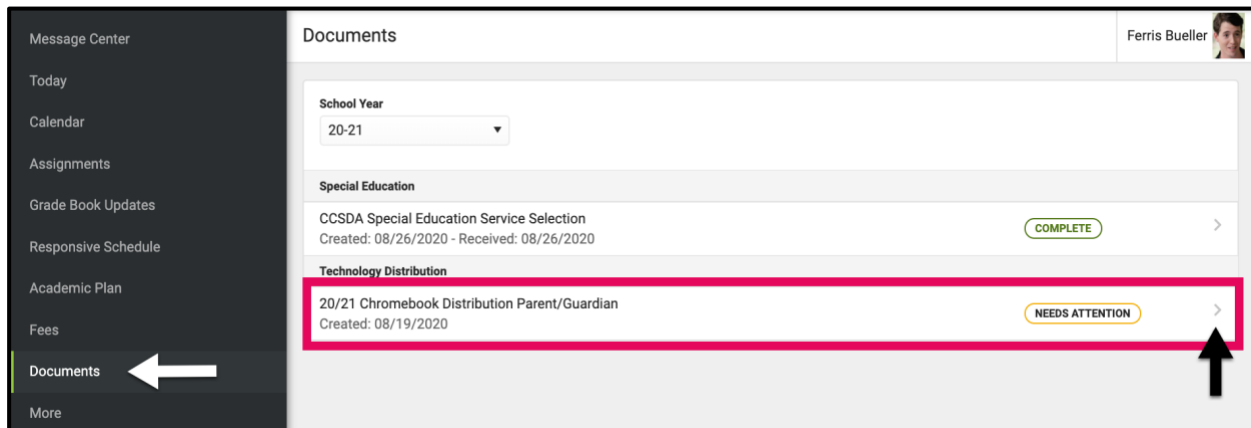 Message Center
Today
Calendar
Assignments
Grade Book Updates
Responsive Schedule
Academic Plan
Fees
Documents
More
Documents
Ferris Bueller
School Year
20-21
Special Education
CCSDA Special Education Service Selection
Created: 08/26/2020 - Received: 08/26/2020
COMPLETE
Technology Distribution
20/21 Chromebook Distribution Parent/Guardian
Created: 08/19/2020
NEEDS ATTENTION